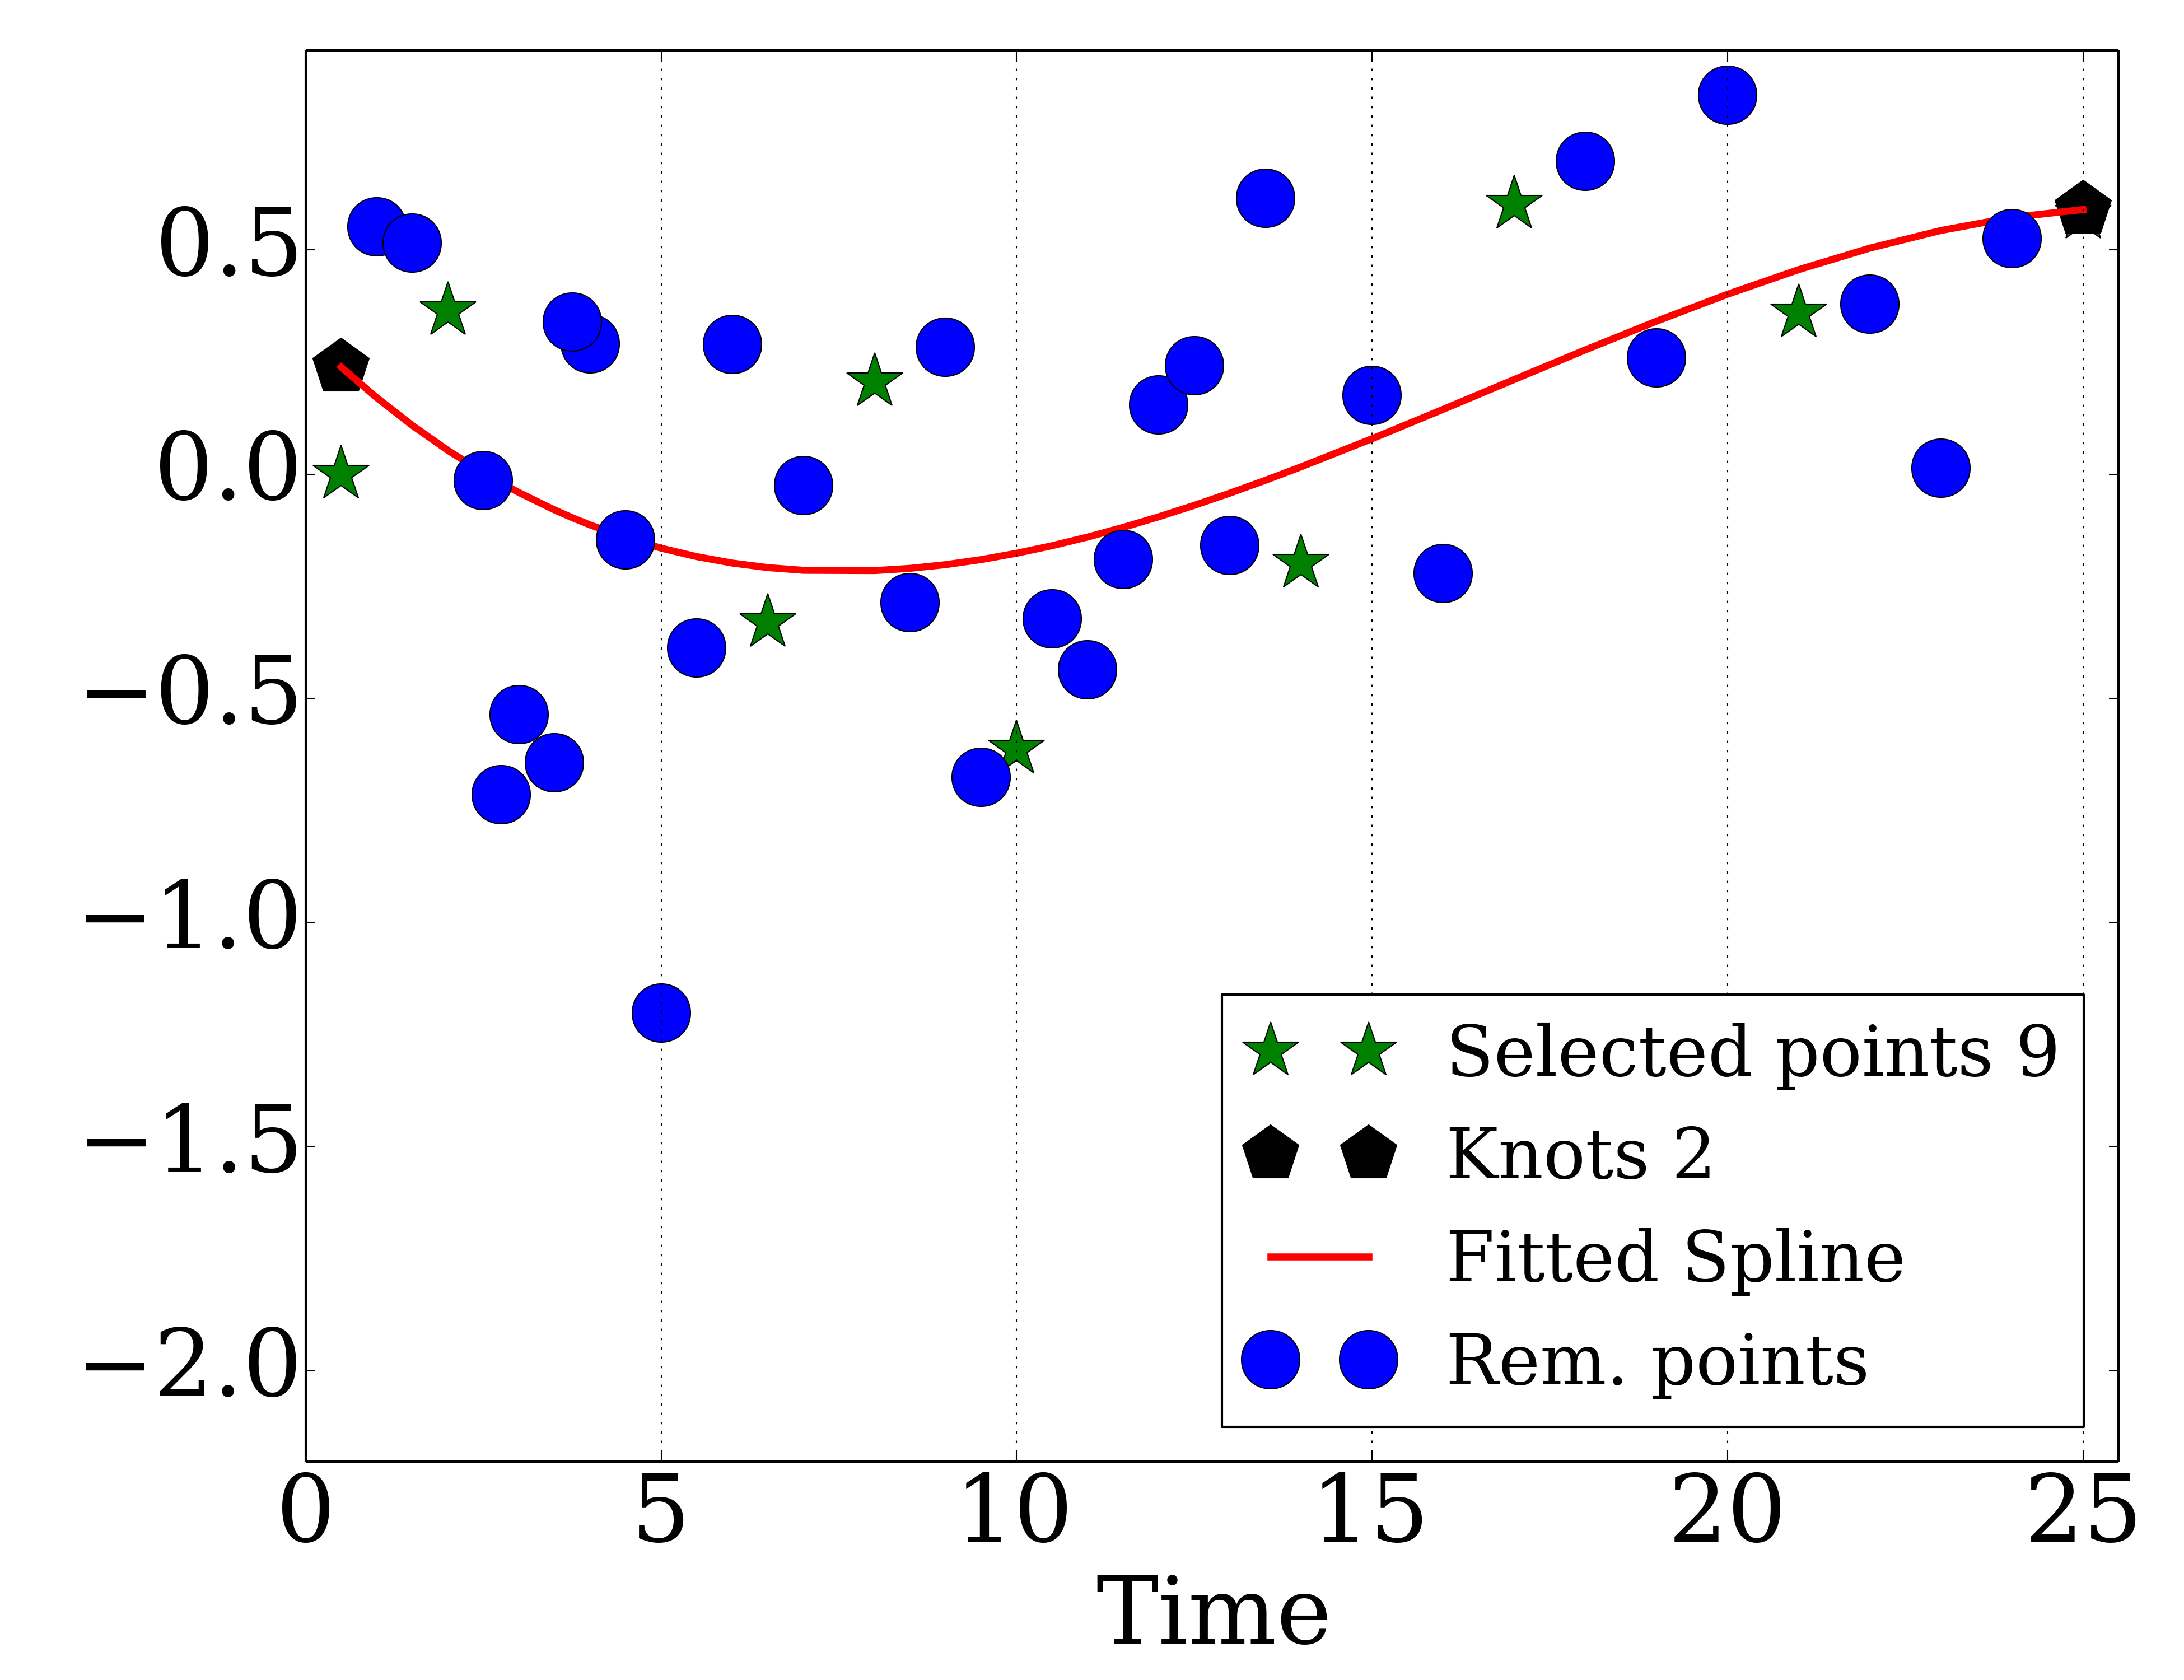 0.5
0.0
−0.5
−1.0
−1.5
−2.0
Selected points 9
Knots 2
Fitted Spline
Rem. points
0 5 10 15 20 25
Time